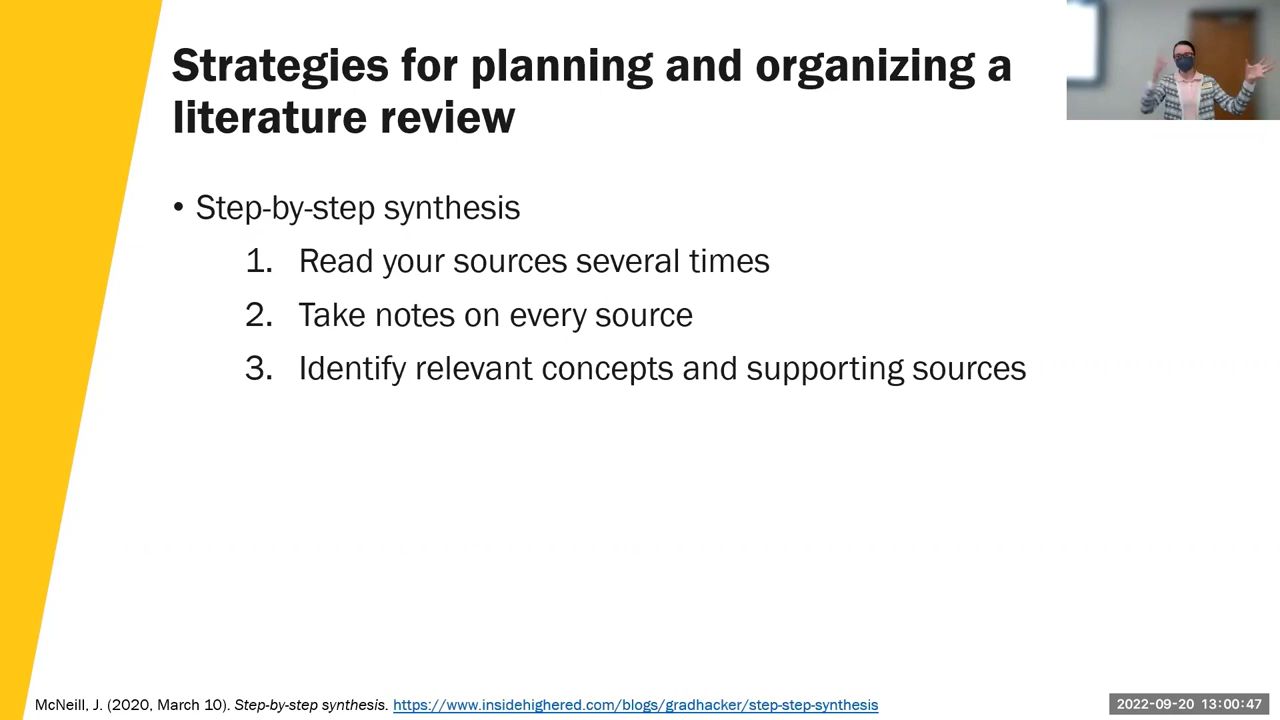 Strategies for planning and organizing a
literature review
• Step-by-step synthesis
1. Read your sources several times
2. Take notes on every source
3. Identify relevant concepts and supporting sources
McNeill, J. (2020, March 10). Step-by-step synthesis. https://www.insidehighered.com/blogs/gradhacker/step-step-synthesis
2022-09-20 13:00:47